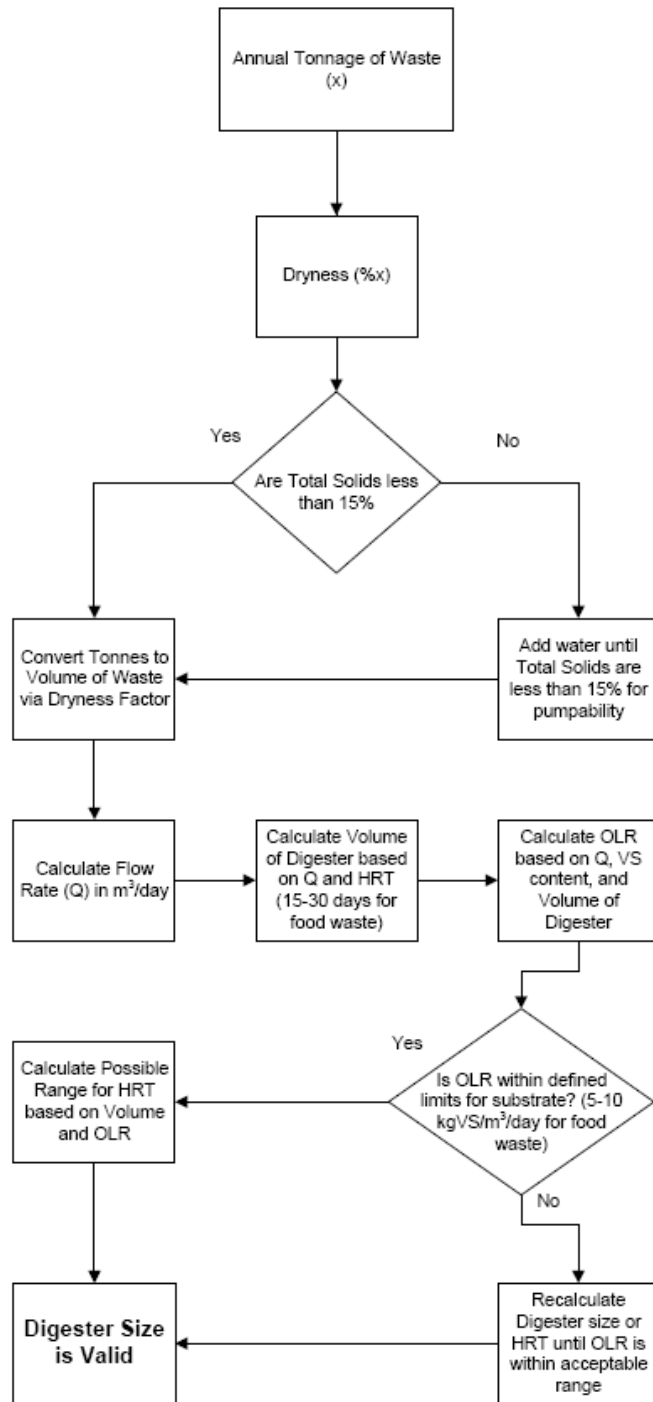 Annual Tonnage of Waste
(x)
Dryness (%x)
Yes
No
Are Total Solids less
than 15%
Convert Tonnes to
Volume of Waste
via Dryness Factor
Add water until
Total Solids are
less than 15% for
pumpability
Calculate Flow
Rate (Q) in m³/day
Calculate Volume
of Digester based
on Q and HRT
(15-30 days for
food waste)
Calculate OLR
based on Q, VS
content, and
Volume of
Digester
Yes
Calculate Possible
Range for HRT
based on Volume
and OLR
Is OLR within defined
limits for substrate? (5-10
kgVS/m³/day for food
waste)
No
Digester Size
is Valid
Recalculate
Digester size or
HRT until OLR is
within acceptable
range